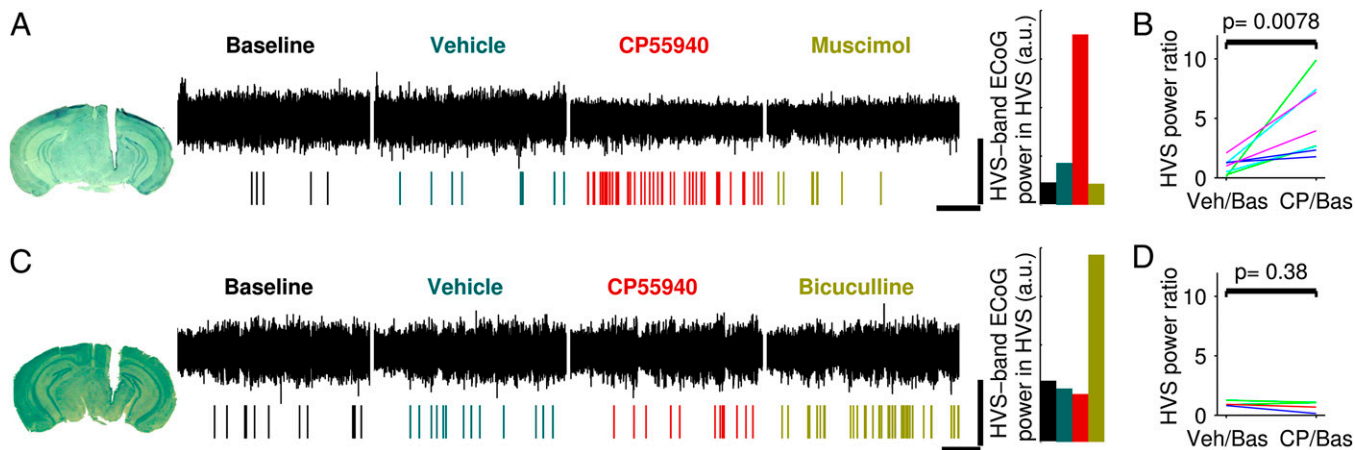 A
Baseline
Vehicle
CP55940
Muscimol
HVS–band ECoG
power in HVS (a.u.)
B
p= 0.0078
HVS power ratio
10
5
0
Veh/Bas
CP/Bas
C
Baseline
Vehicle
CP55940
Bicuculline
HVS–band ECoG
power in HVS (a.u.)
D
p= 0.38
HVS power ratio
10
5
0
Veh/Bas
CP/Bas